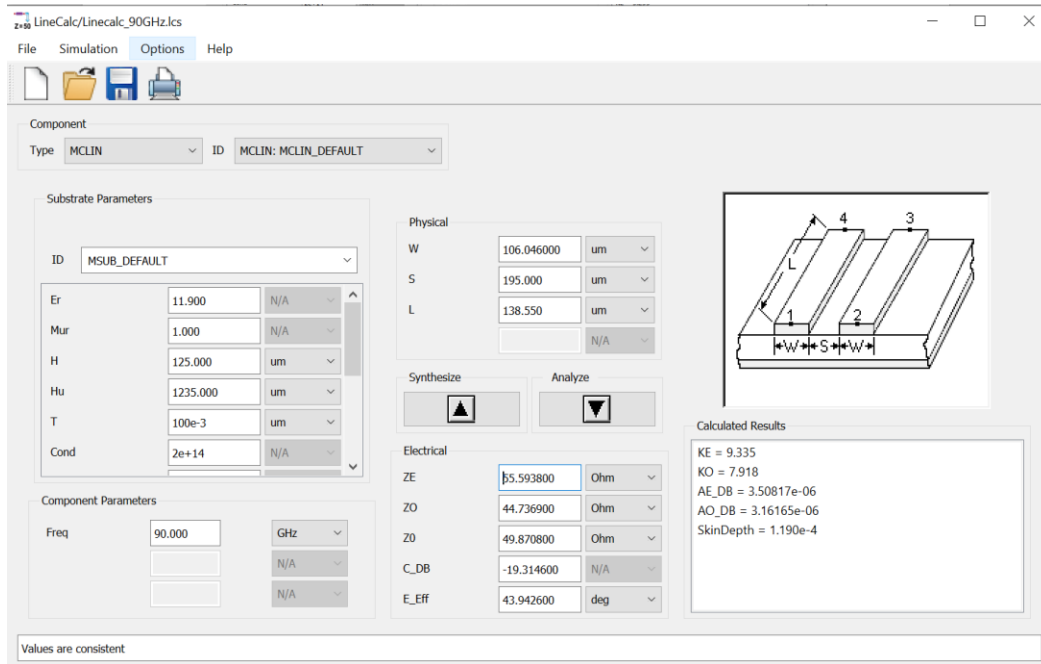 LineCalc/Linecalc_90GHz.lcs
File Simulation Options Help
Component
Type MCLIN ID MCLIN: MCLIN_DEFAULT
Substrate Parameters
ID MSUB_DEFAULT
Er 11.900 N/A
Mur 1.000 N/A
H 125.000 um
Hu 1235.000 um
T 100e-3 um
Cond 2e+14 N/A
Component Parameters
Freq 90.000 GHz
N/A
N/A
Physical
W 106.046000 um
S 195.000 um
L 138.550 um
N/A
Synthesize Analyze
Electrical
ZE 55.593800 Ohm
ZO 44.736900 Ohm
Z0 49.870800 Ohm
C_DB -19.314600 N/A
E_Eff 43.942600 deg
4 3
L
1 2
W S W
Calculated Results
KE = 9.335
KO = 7.918
AE_DB = 3.50817e-06
AO_DB = 3.16165e-06
SkinDepth = 1.190e-4
Values are consistent